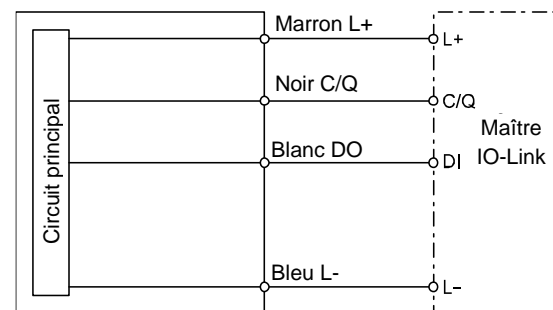 Marron L+
L+
Noir C/Q
C/Q
Maître
IO-Link
Blanc DO
DI
Circuit principal
Bleu L-
L–